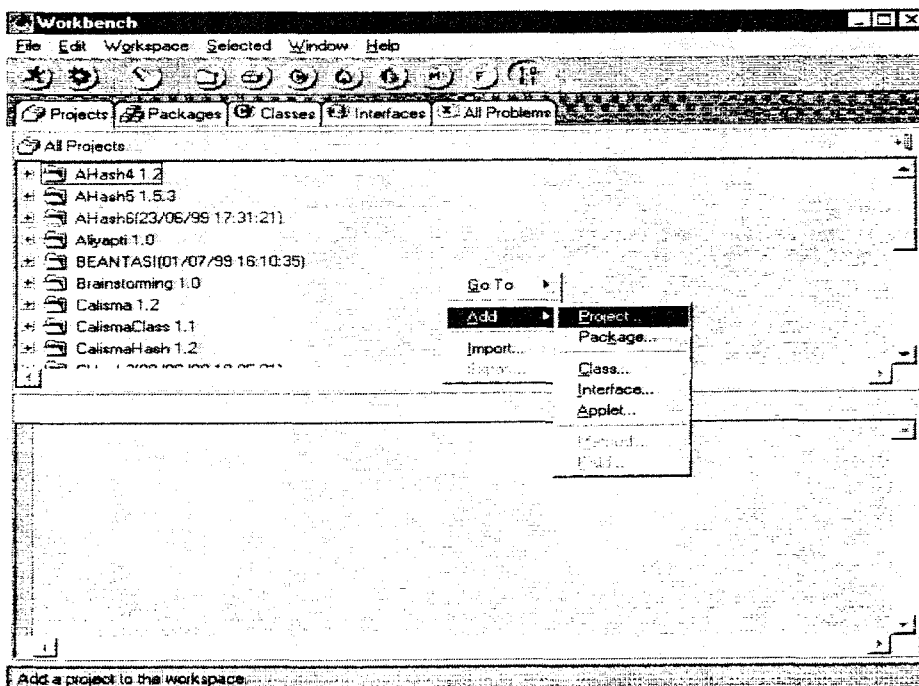 Workbench
File Edit Workspace Selected Window Help
Projects Packages Classes Interfaces All Problems
All Projects
AHash4 1.2
AHash5 1.5.3
AHash6(23/06/99 17:31:21)
Aliyapti 1.0
BEANTASI(01/07/99 16:10:35)
Brainstorming 1.0
Calisma 1.2
CalismaClass 1.1
CalismaHash 1.2
Go To
Add
Import...
Export...
Project...
Package...
Class...
Interface...
Applet...
Method...
Field...
Add a project to the workspace